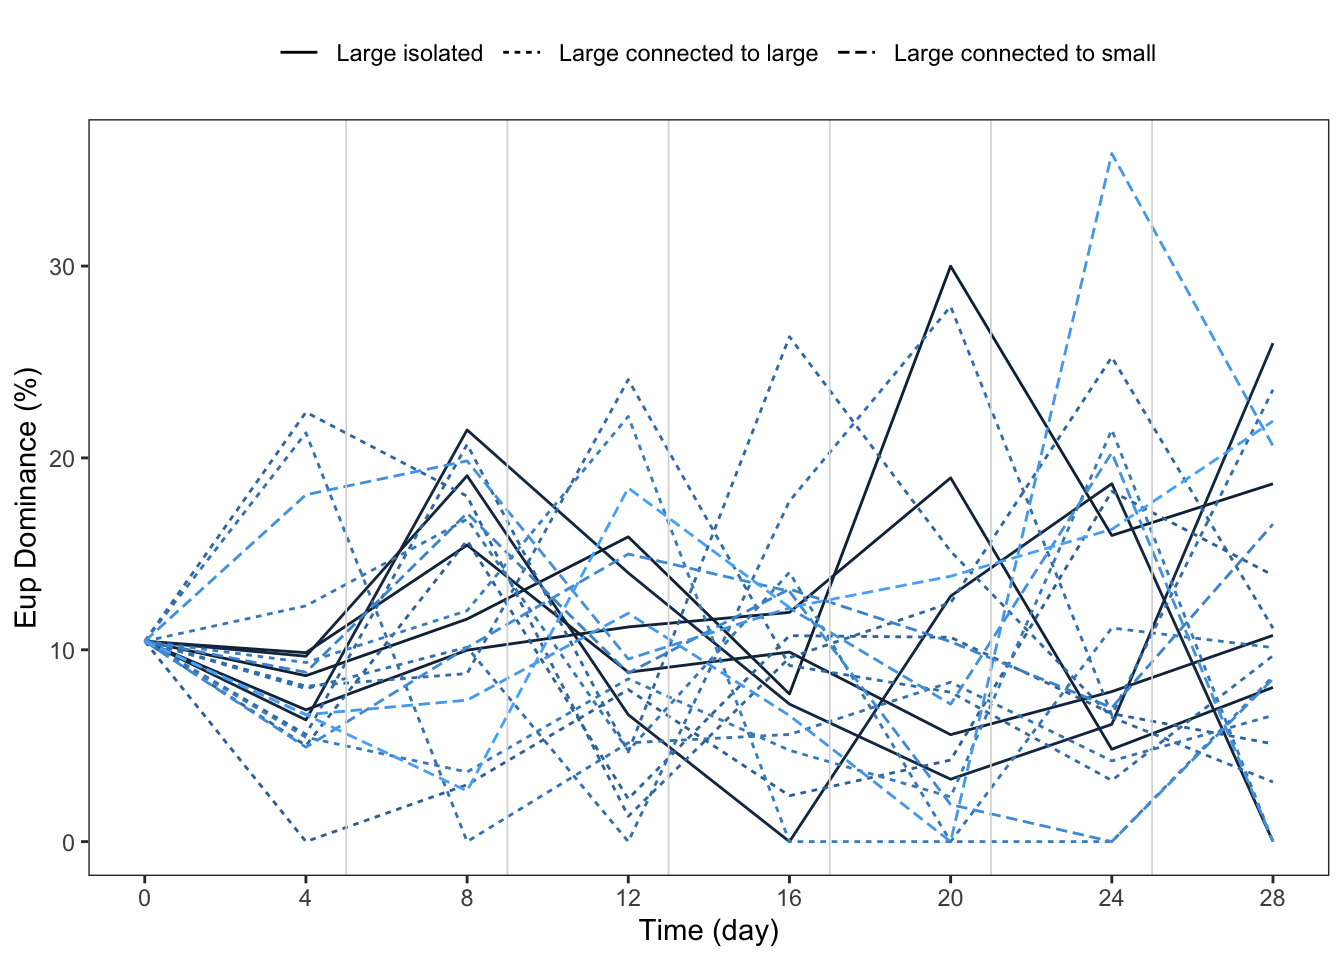 Large isolated Large connected to large Large connected to small
Eup Dominance (%)
30
20
10
0
0 4 8 12 16 20 24 28
Time (day)